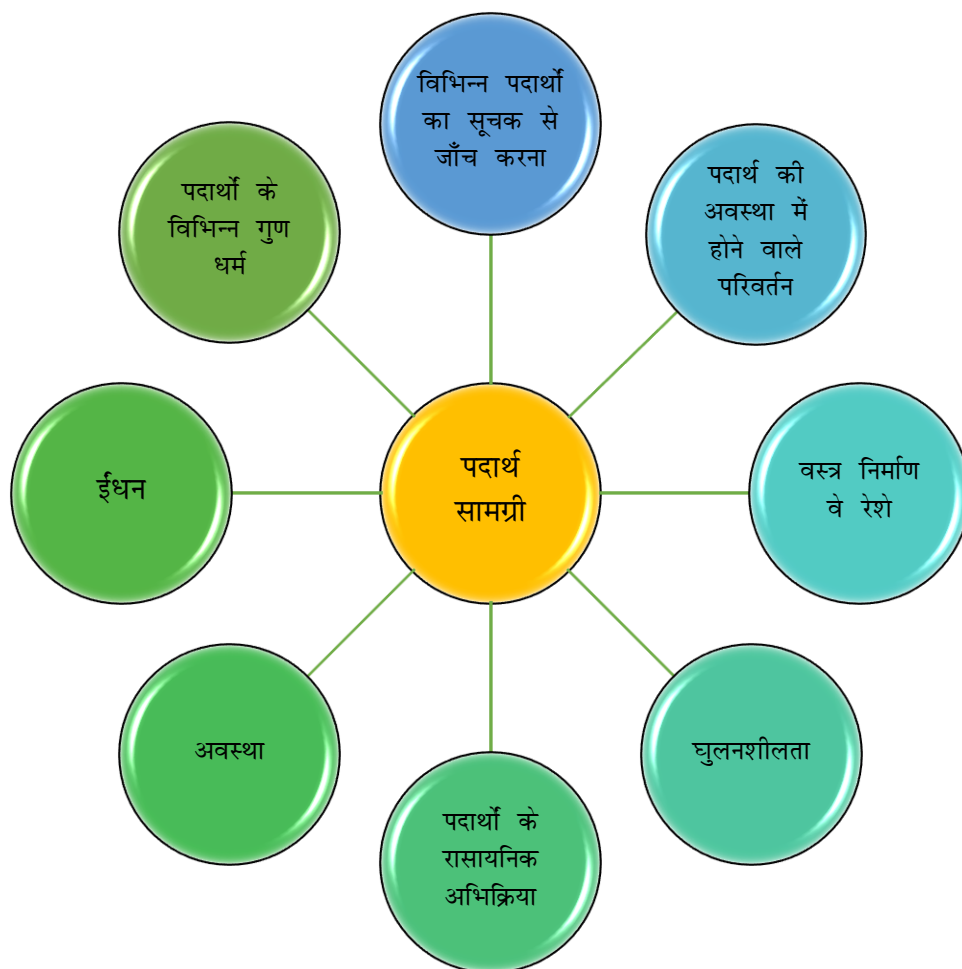 विभिन्न पदार्थों
का सूचक से
जाँच करना
पदार्थ की
अवस्था में
होने वाले
परिवर्तन
वस्त्र निर्माण
वे रेशे
घुलनशीलता
पदार्थों के
रासायनिक
अभिक्रिया
अवस्था
ईंधन
पदार्थों के
विभिन्न गुण
धर्म
पदार्थ
सामग्री